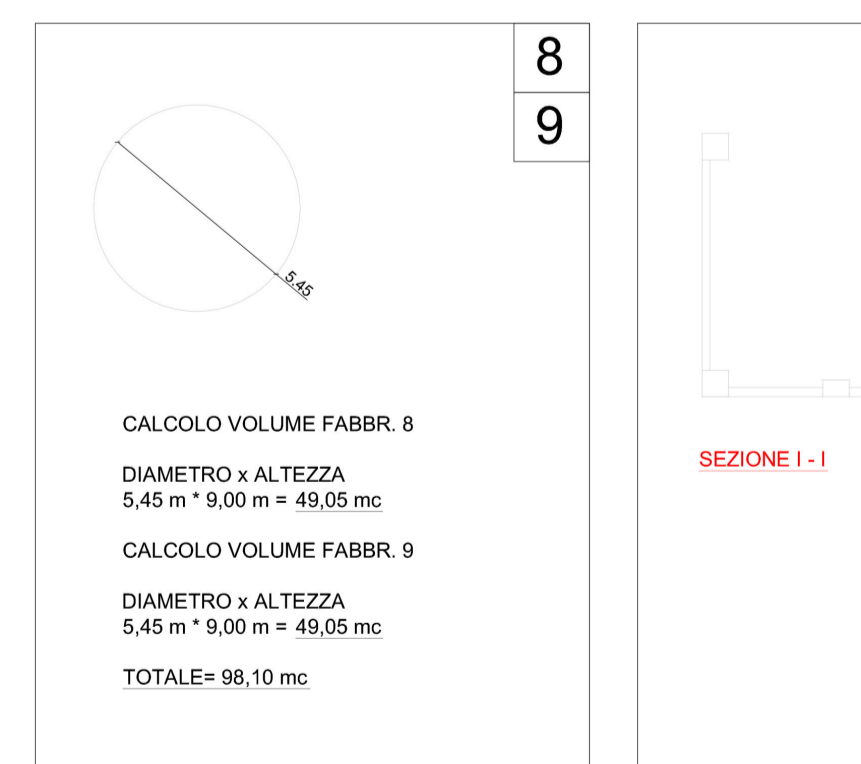 8
9
5.45
CALCOLO VOLUME FABBR. 8
DIAMETRO x ALTEZZA
5,45 m * 9,00 m = 49,05 mc
CALCOLO VOLUME FABBR. 9
DIAMETRO x ALTEZZA
5,45 m * 9,00 m = 49,05 mc
TOTALE= 98,10 mc
SEZIONE I - I